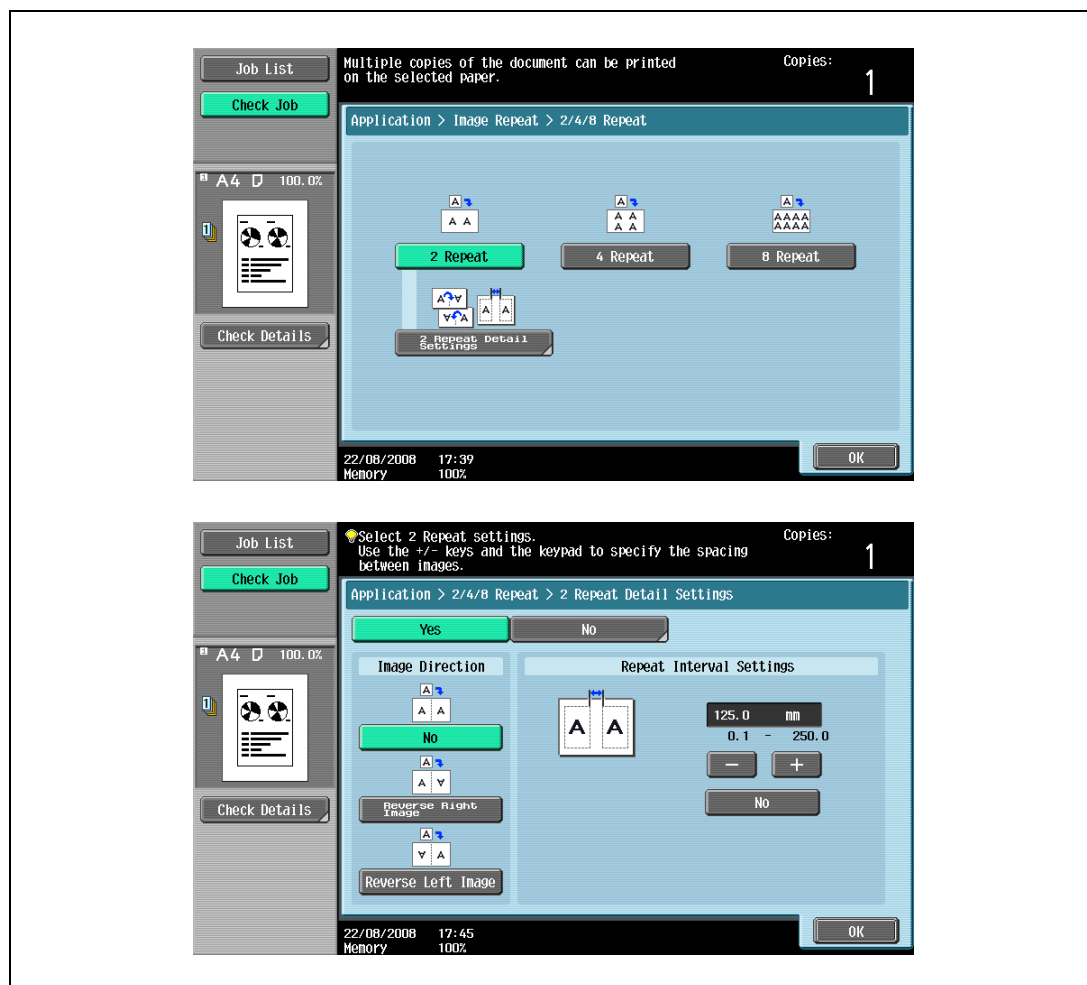 Job List
Check Job
A4 100.0%
1
Check Details
Multiple copies of the document can be printed
on the selected paper.
Copies:
1
Application > Image Repeat > 2/4/8 Repeat
A
A A
2 Repeat
A
A A
A A
4 Repeat
A
AAAA
AAAA
8 Repeat
A A
A A
A A
2 Repeat Detail
Settings
22/08/2008 17:39
Memory 100%
OK
Job List
Check Job
A4 100.0%
1
Check Details
Select 2 Repeat settings.
Use the +/- keys and the keypad to specify the spacing
between images.
Copies:
1
Application > 2/4/8 Repeat > 2 Repeat Detail Settings
Yes
No
Image Direction
A
A A
No
A
A A
Reverse Right
Image
A
A A
Reverse Left Image
Repeat Interval Settings
A A
125.0 mm
0.1 - 250.0
- +
No
22/08/2008 17:45
Memory 100%
OK